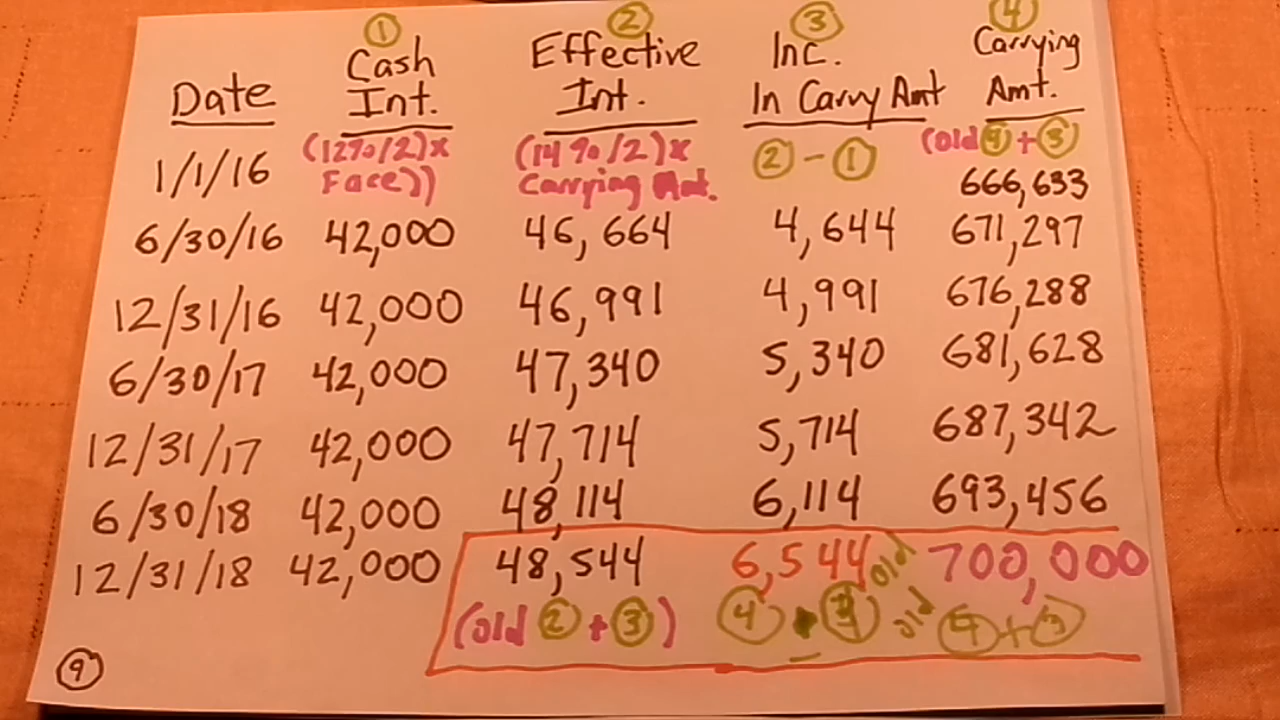 ① ② ③ ④
Cash Effective Inc. Carrying
Date Int. Int. In Carry Amt Amt.
(12%/2)x (14%/2)x ② - ① (old ④ + ③)
1/1/16 Face)) Carrying Amt. 666,633
6/30/16 42,000 46,664 4,644 671,297
12/31/16 42,000 46,991 4,991 676,288
6/30/17 42,000 47,340 5,340 681,628
12/31/17 42,000 47,714 5,714 687,342
6/30/18 42,000 48,114 6,114 693,456
12/31/18 42,000 48,544 6,544 700,000
(old ② + ③) ④ - old ④ old ④ + ③
9